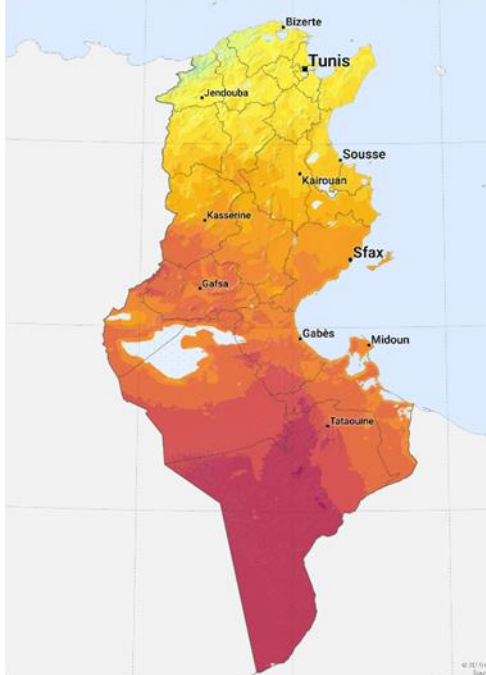 Bizerte
Tunis
Jendouba
Sousse
Kairouan
Kasserine
Sfax
Gafsa
Gabès
Midoun
Tataouine